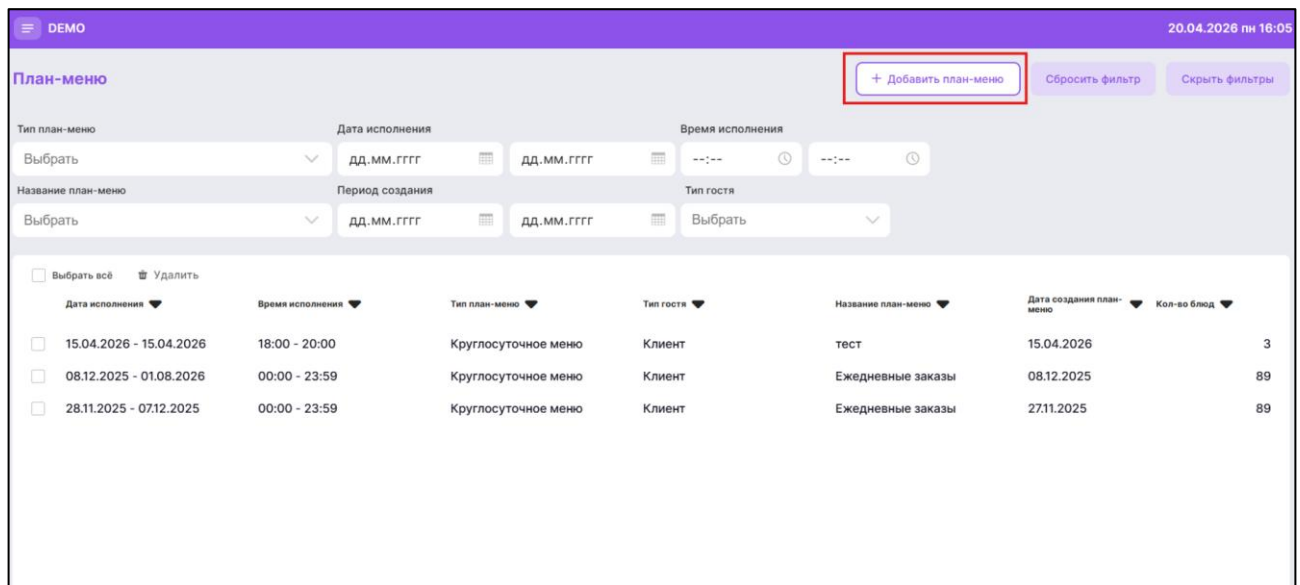 DEMO 20.04.2026 пн 16:05
План-меню + Добавить план-меню Сбросить фильтр Скрыть фильтры
Тип план-меню Дата исполнения Время исполнения
Выбрать дд.мм.гггг дд.мм.гггг --:-- --:--
Название план-меню Период создания Тип гостя
Выбрать дд.мм.гггг дд.мм.гггг Выбрать
Выбрать всё Удалить
Дата исполнения Время исполнения Тип план-меню Тип гостя Название план-меню Дата создания план-меню Кол-во блюд
15.04.2026 - 15.04.2026 18:00 - 20:00 Круглосуточное меню Клиент тест 15.04.2026 3
08.12.2025 - 01.08.2026 00:00 - 23:59 Круглосуточное меню Клиент Ежедневные заказы 08.12.2025 89
28.11.2025 - 07.12.2025 00:00 - 23:59 Круглосуточное меню Клиент Ежедневные заказы 27.11.2025 89